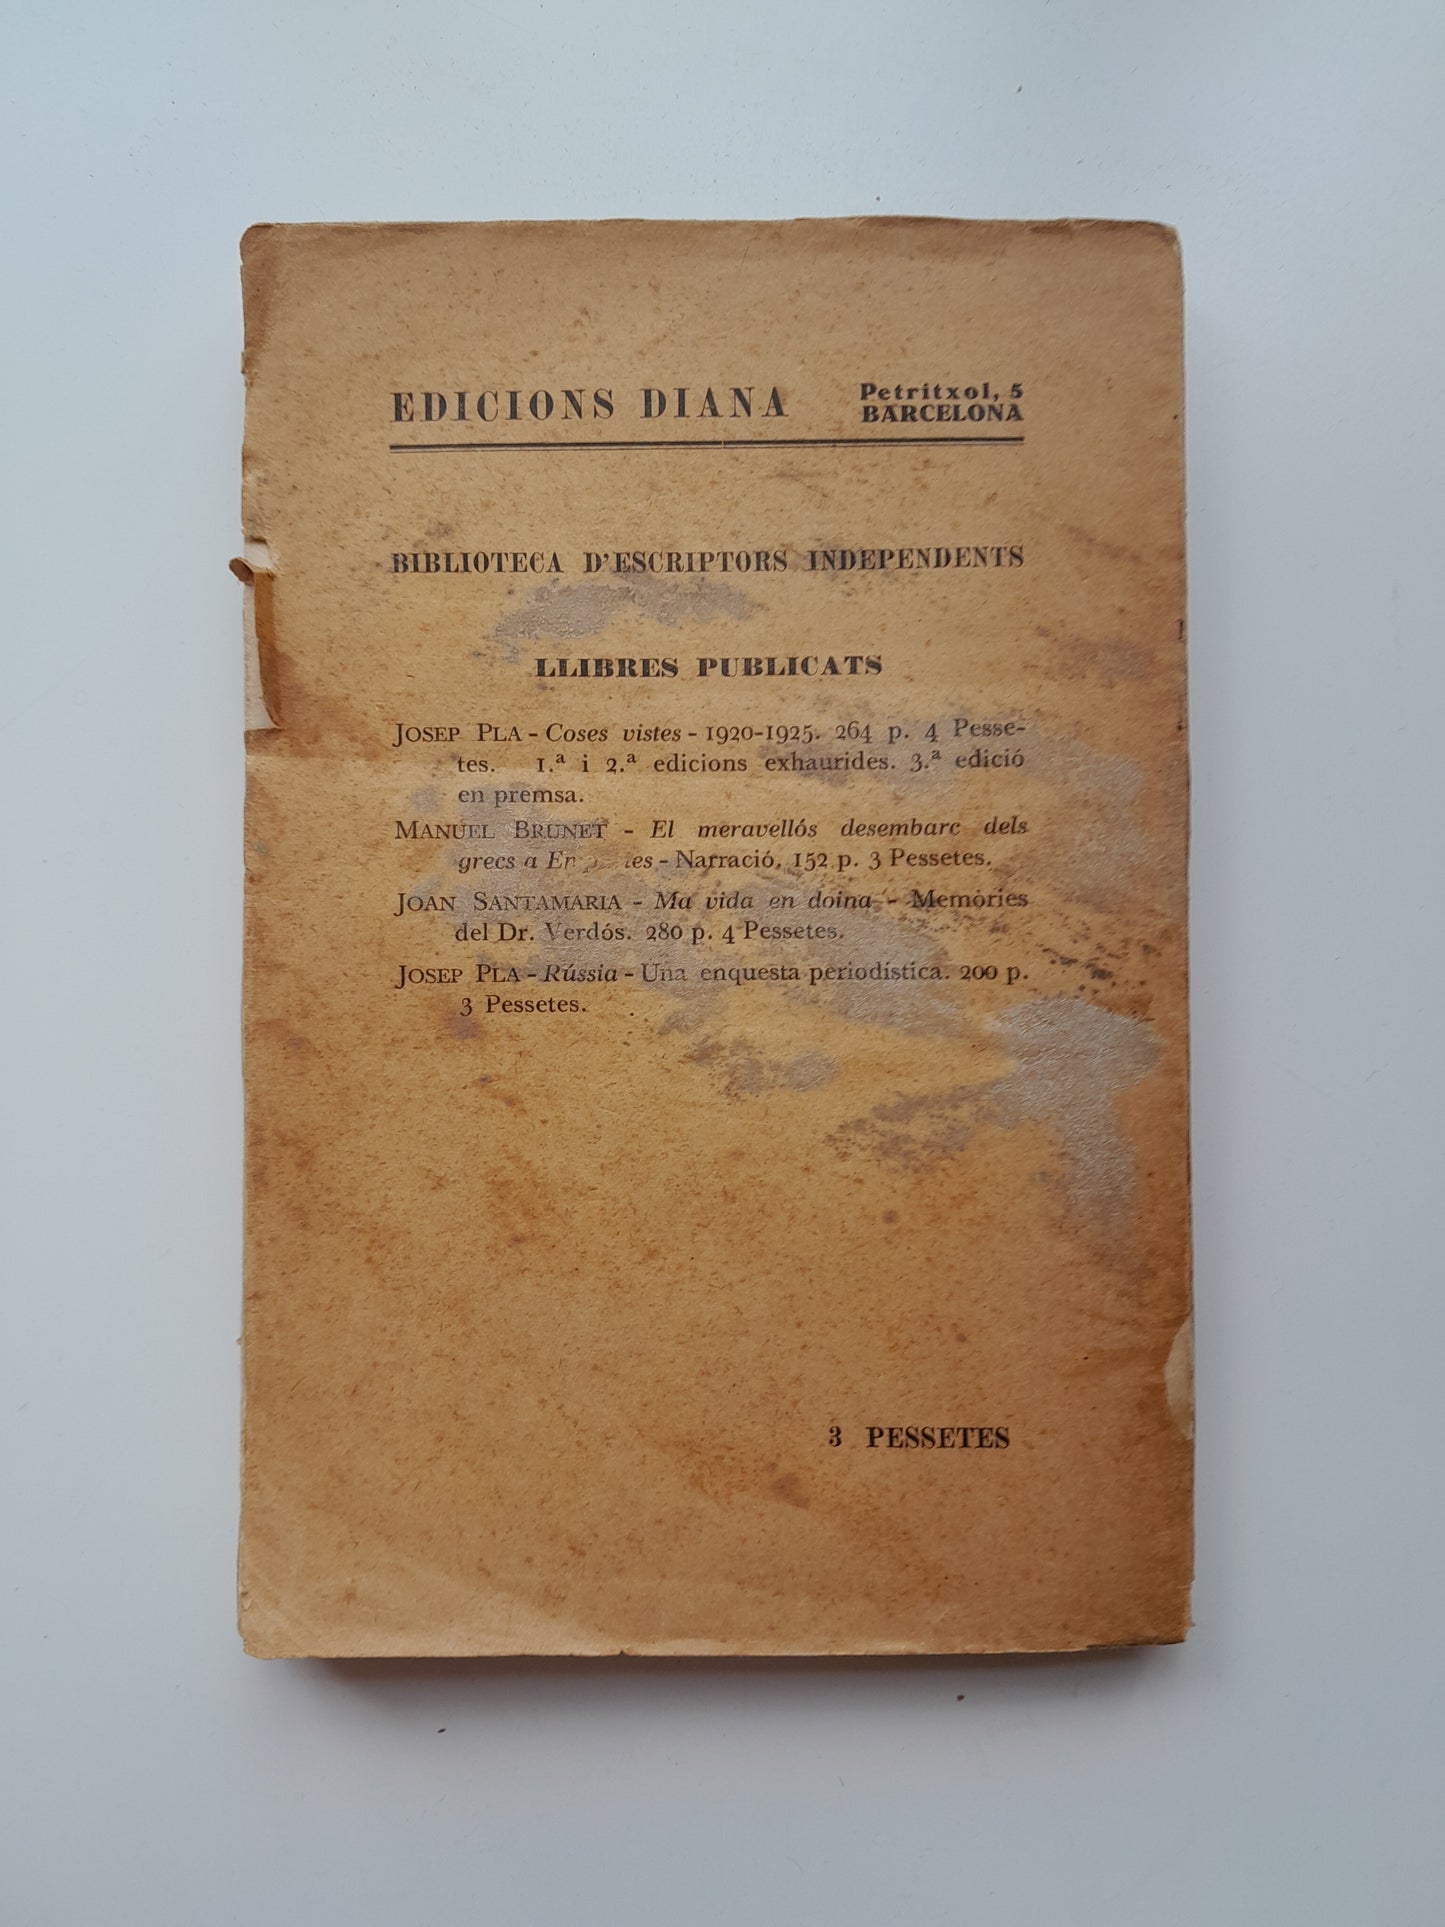 EDICIONS DIANA
Petritxol, 5
BARCELONA
BIBLIOTECA D'ESCRIPTORS INDEPENDENTS
LLIBRES PUBLICATS
JOSEP PLA - Coses vistes - 1920-1925. 264 p. 4 Pesse-
tes. 1.ª i 2.ª edicions exhaurides. 3.ª edició
en premsa.
MANUEL BRUNET - El meravellós desembarc dels
grecs a - Narració. 152 p. 3 Pessetes.
JOAN SANTAMARIA - Ma vida en doina - Memòries
del Dr. Verdós. 280 p. 4 Pessetes.
JOSEP PLA - Rússia - Una enquesta periodística. 200 p.
3 Pessetes.
3 PESSETES